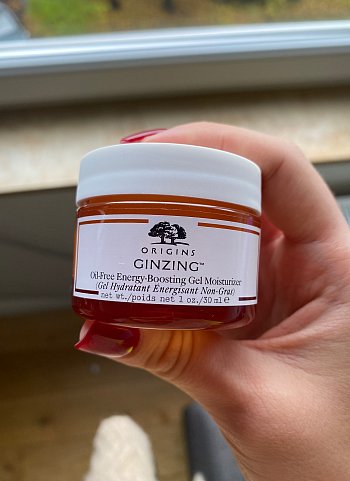 ORIGINS
GINZING™
Oil-Free Energy-Boosting Gel Moisturizer
(Gel Hydratant Énergisant Non-Gras)
net wt./poids net 1 oz./30 ml ℮